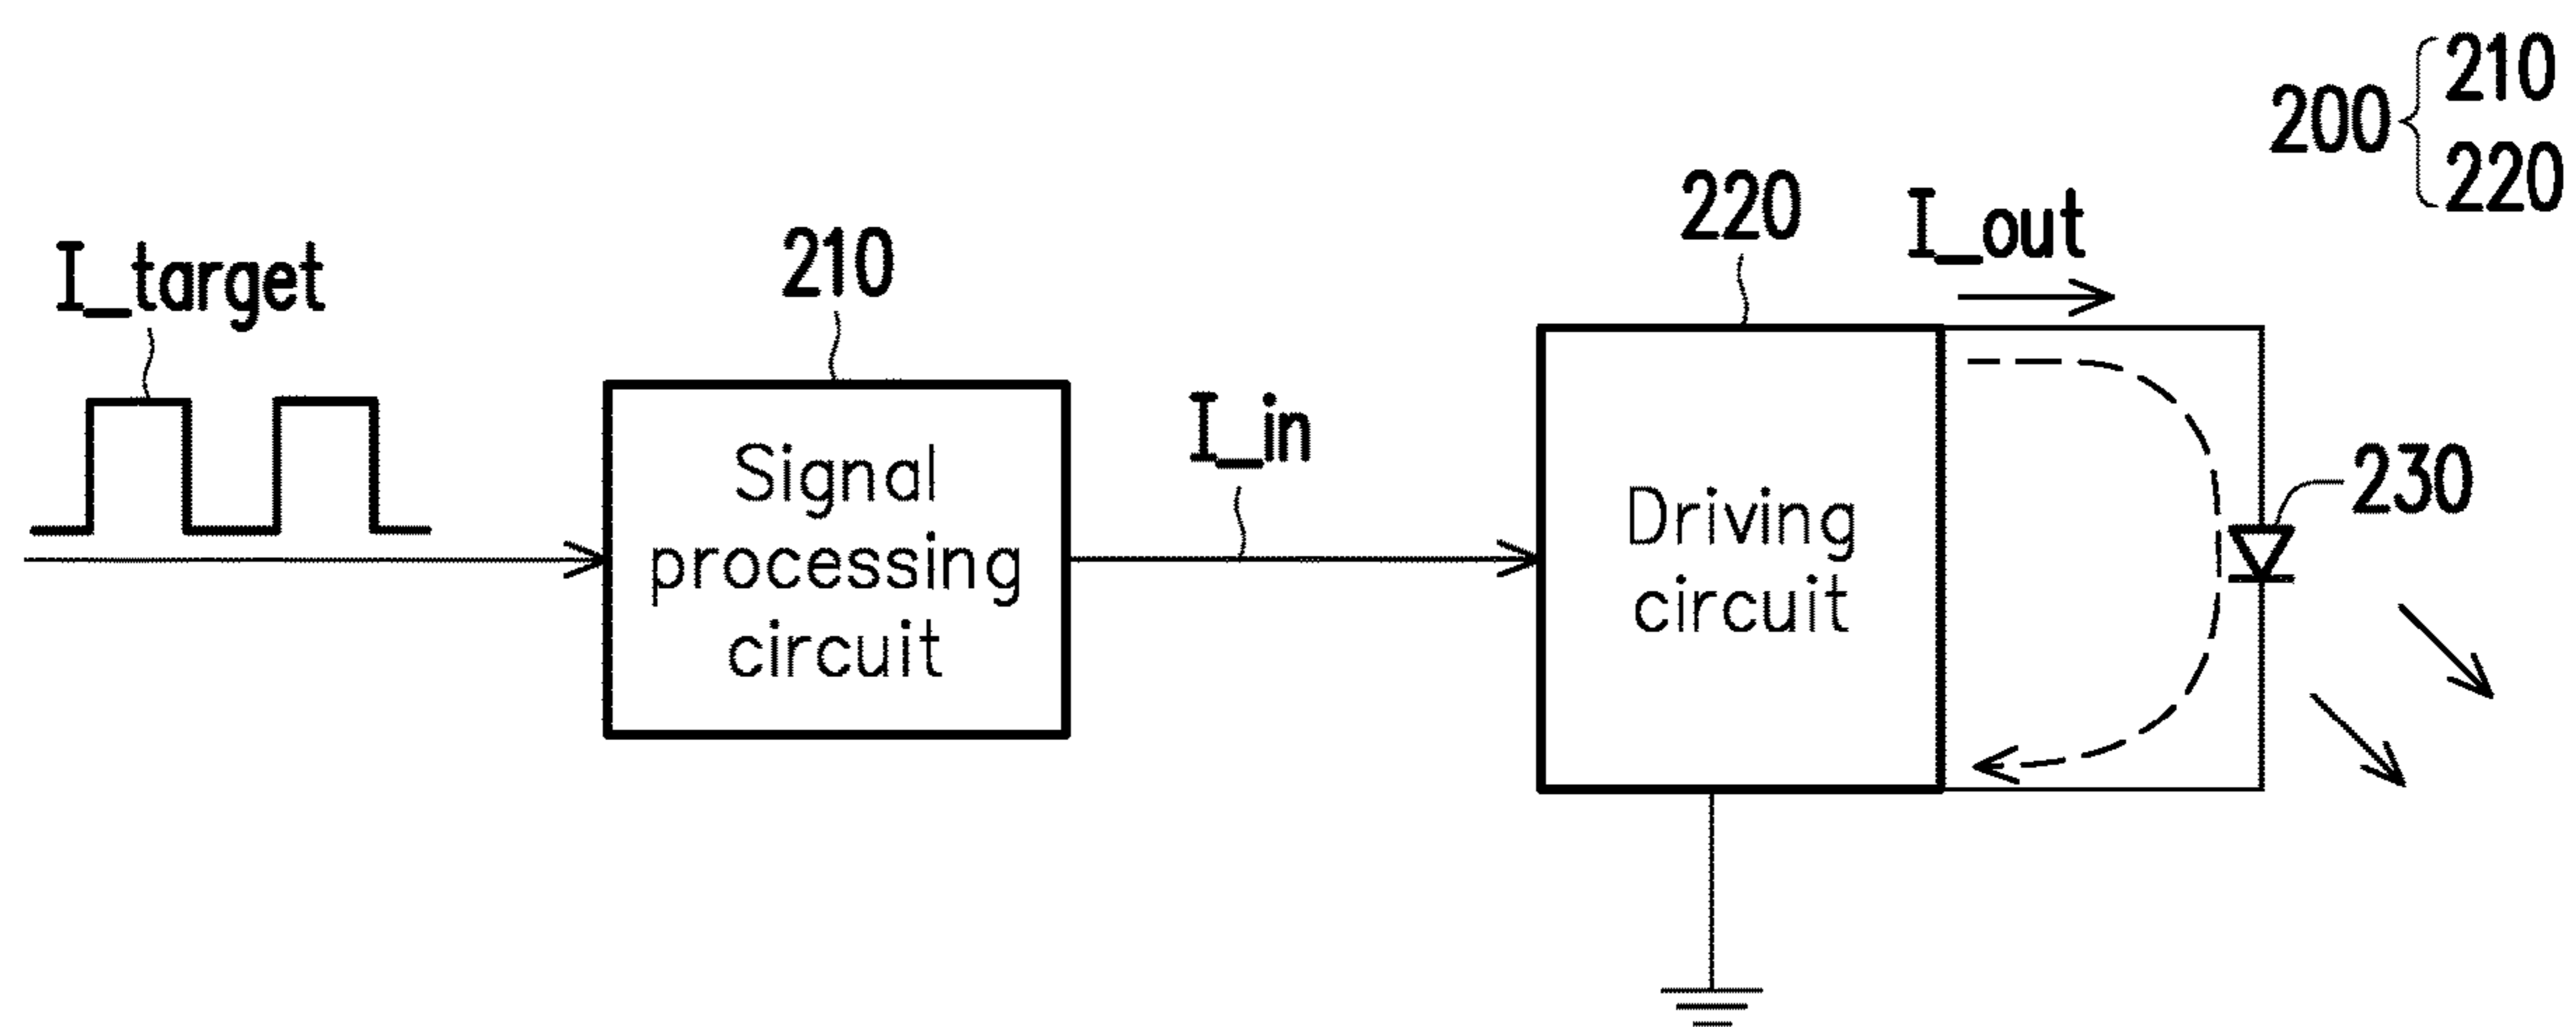 200 { 210
220
I_target
210
220
I_out
I_in
230
Signal
processing
circuit
Driving
circuit